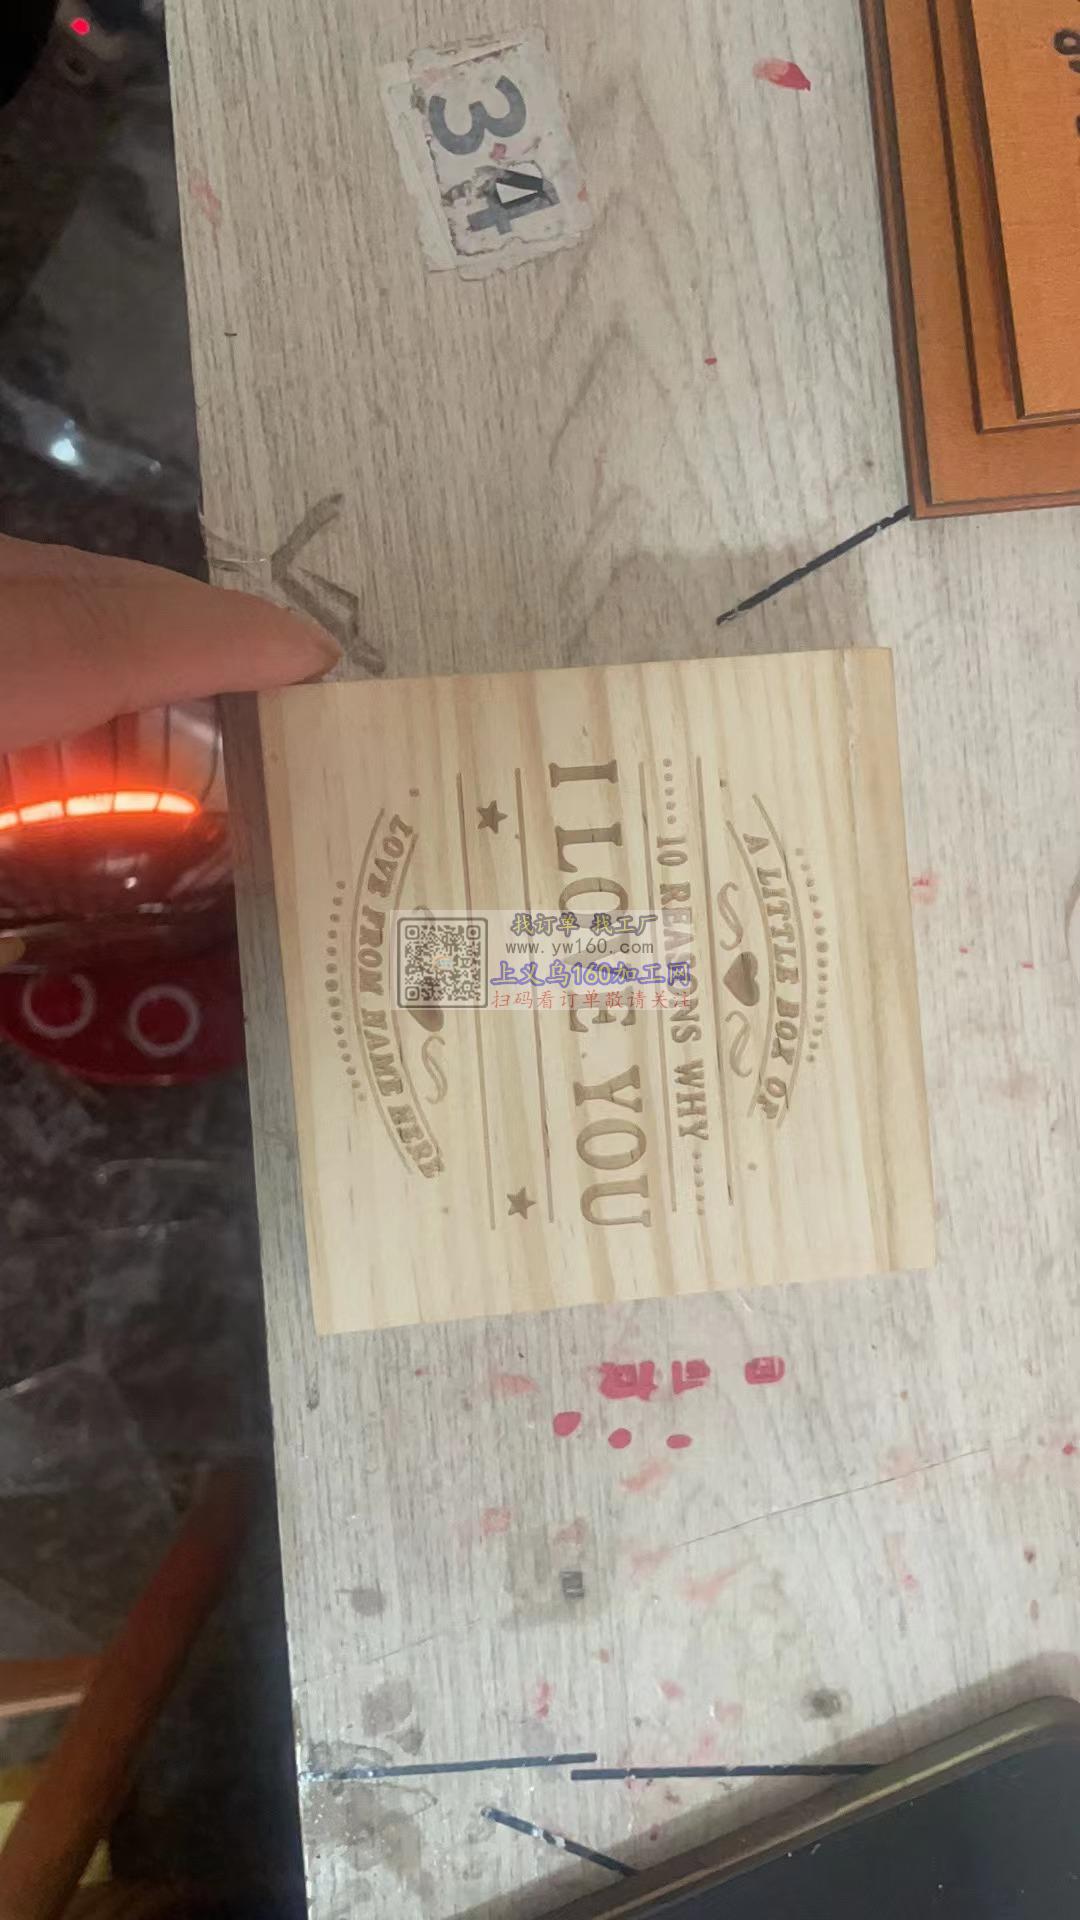 34
A LITTLE BOX OF
10 REASONS WHY
I LOVE YOU
LOVE FROM NAME HERE
找订单 找工厂
www.yw160.com
上义乌160加工网
扫码看订单敬请关注